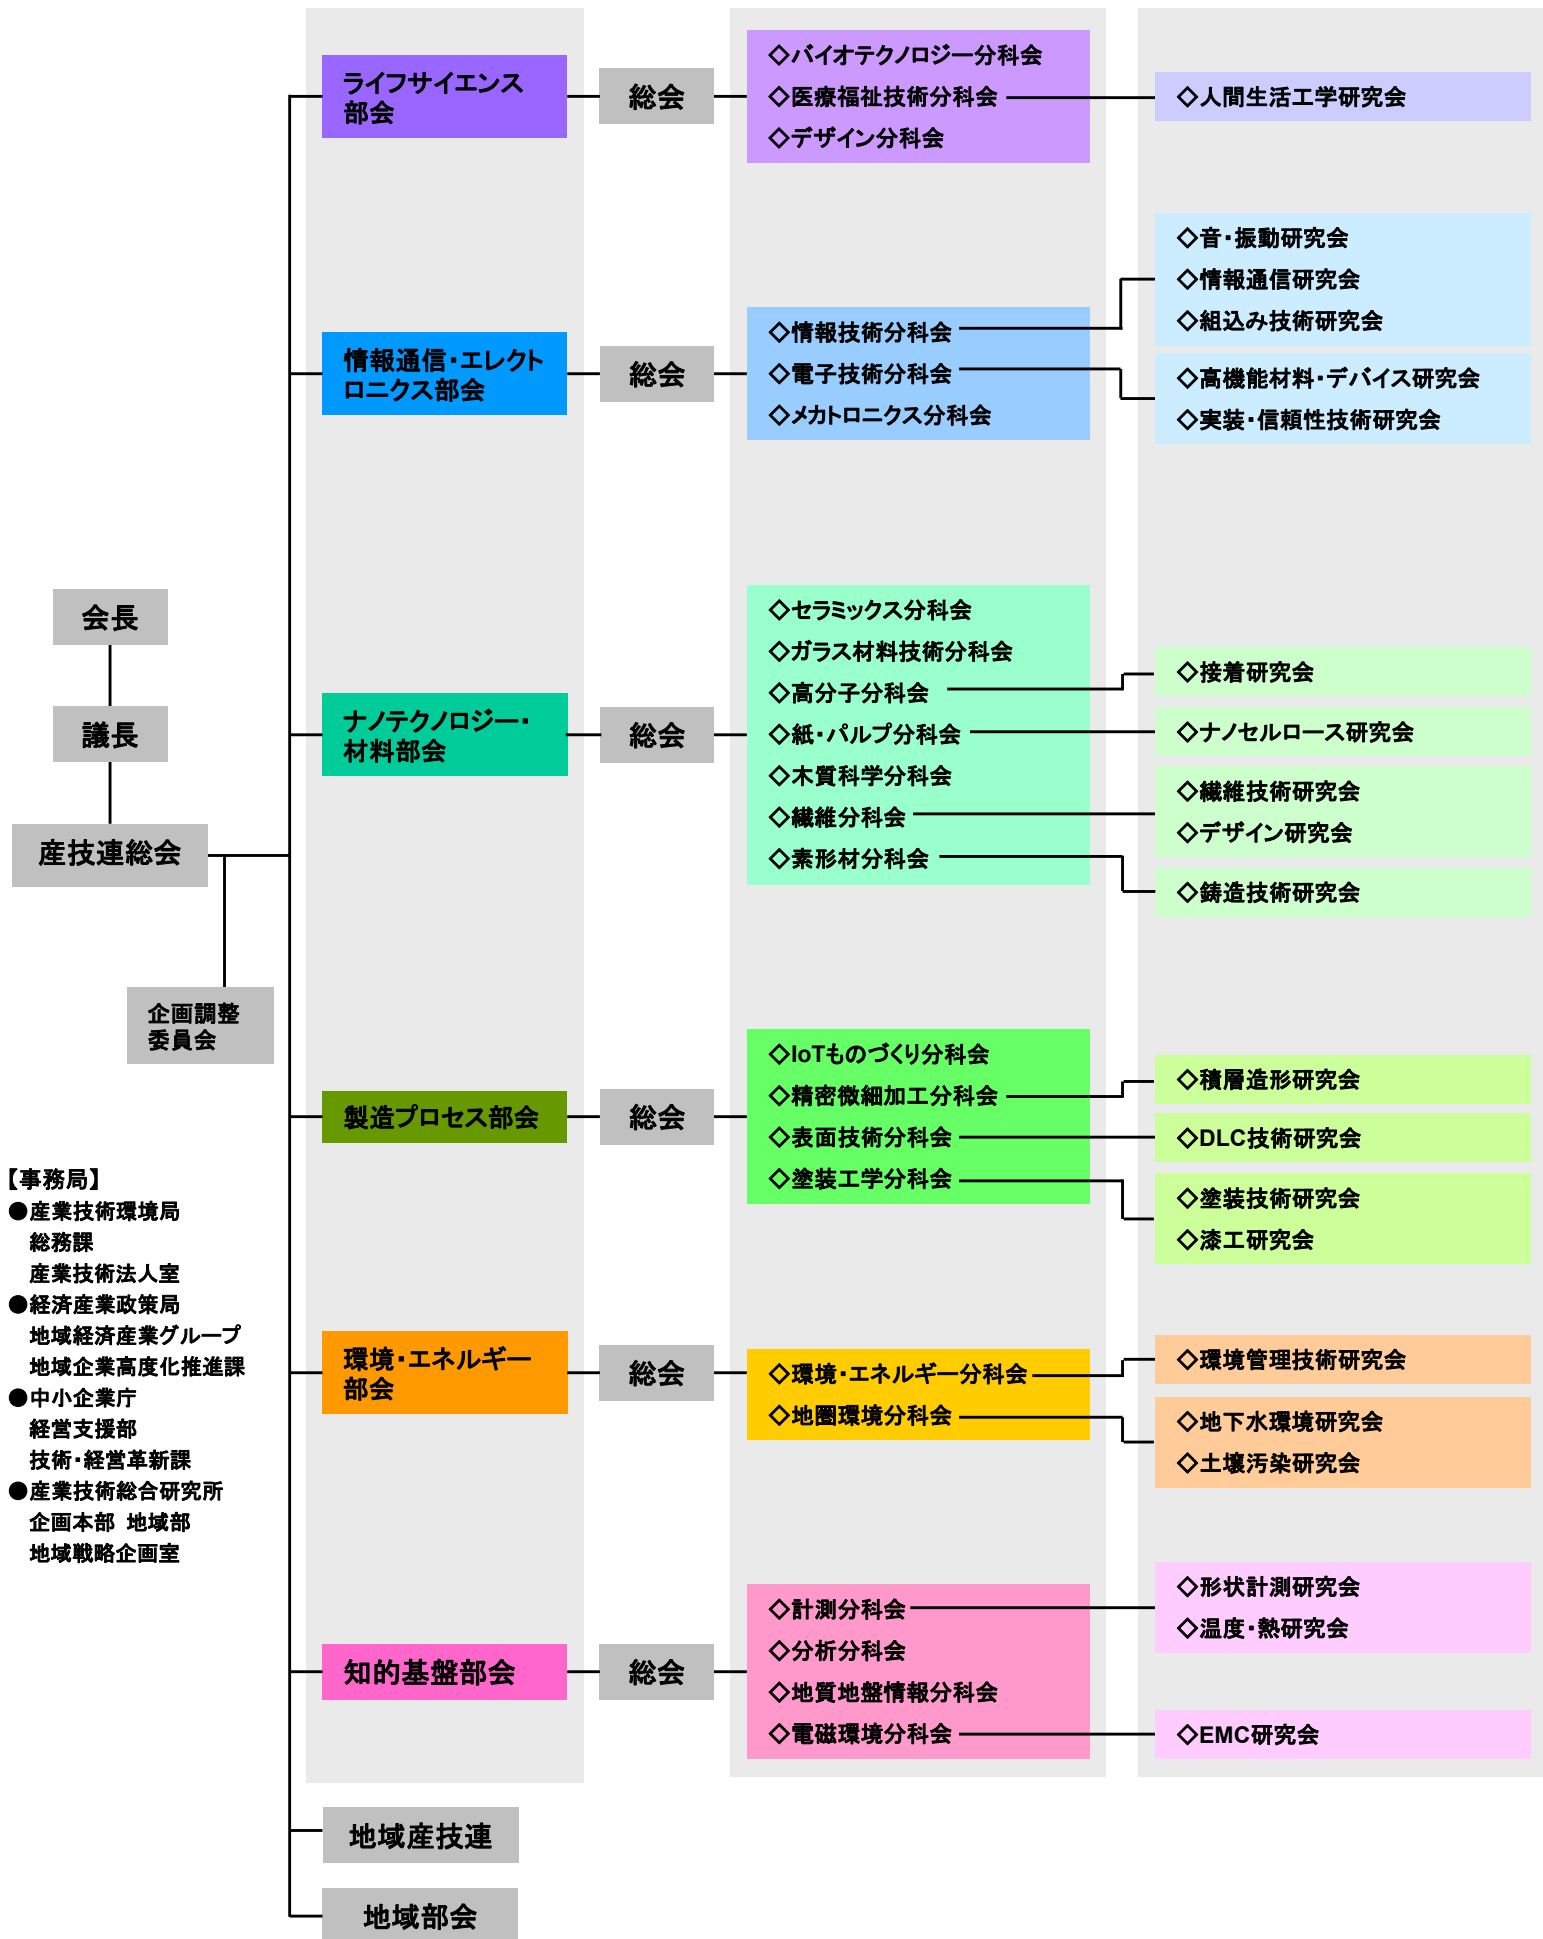 会長
議長
産技連総会
企画調整
委員会
【事務局】
●産業技術環境局
総務課
産業技術法人室
●経済産業政策局
地域経済産業グループ
地域企業高度化推進課
●中小企業庁
経営支援部
技術・経営革新課
●産業技術総合研究所
企画本部 地域部
地域戦略企画室
ライフサイエンス
部会
総会
◇バイオテクノロジー分科会
◇医療福祉技術分科会
◇デザイン分科会
◇人間生活工学研究会
情報通信・エレクト
ロニクス部会
総会
◇情報技術分科会
◇電子技術分科会
◇メカトロニクス分科会
◇音・振動研究会
◇情報通信研究会
◇組込み技術研究会
◇高機能材料・デバイス研究会
◇実装・信頼性技術研究会
ナノテクノロジー・
材料部会
総会
◇セラミックス分科会
◇ガラス材料技術分科会
◇高分子分科会
◇紙・パルプ分科会
◇木質科学分科会
◇繊維分科会
◇素形材分科会
◇接着研究会
◇ナノセルロース研究会
◇繊維技術研究会
◇デザイン研究会
◇鋳造技術研究会
製造プロセス部会
総会
◇IoTものづくり分科会
◇精密微細加工分科会
◇表面技術分科会
◇塗装工学分科会
◇積層造形研究会
◇DLC技術研究会
◇塗装技術研究会
◇漆工研究会
環境・エネルギー
部会
総会
◇環境・エネルギー分科会
◇地圏環境分科会
◇環境管理技術研究会
◇地下水環境研究会
◇土壌汚染研究会
知的基盤部会
総会
◇計測分科会
◇分析分科会
◇地質地盤情報分科会
◇電磁環境分科会
◇形状計測研究会
◇温度・熱研究会
◇EMC研究会
地域産技連
地域部会